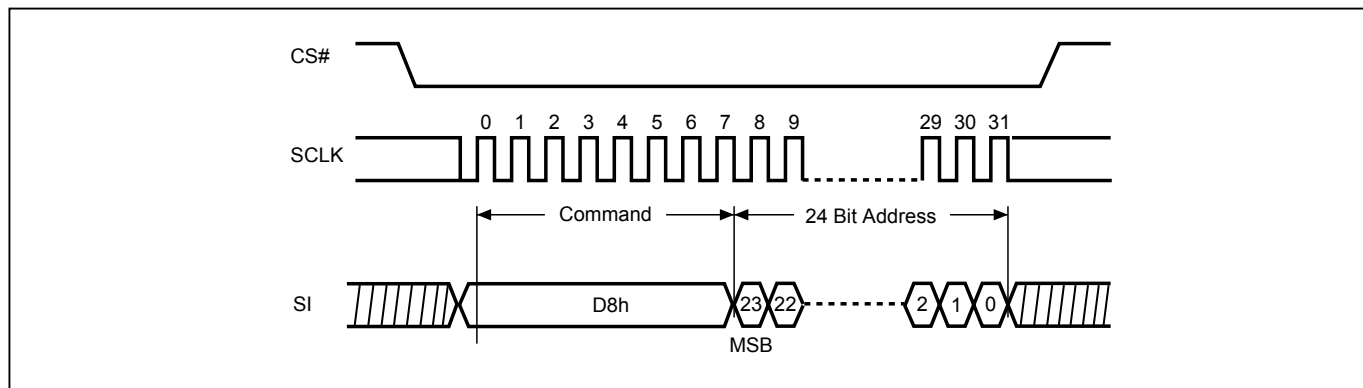 CS#
0 1 2 3 4 5 6 7 8 9 29 30 31
SCLK
Command 24 Bit Address
SI D8h 23 22 2 1 0
MSB